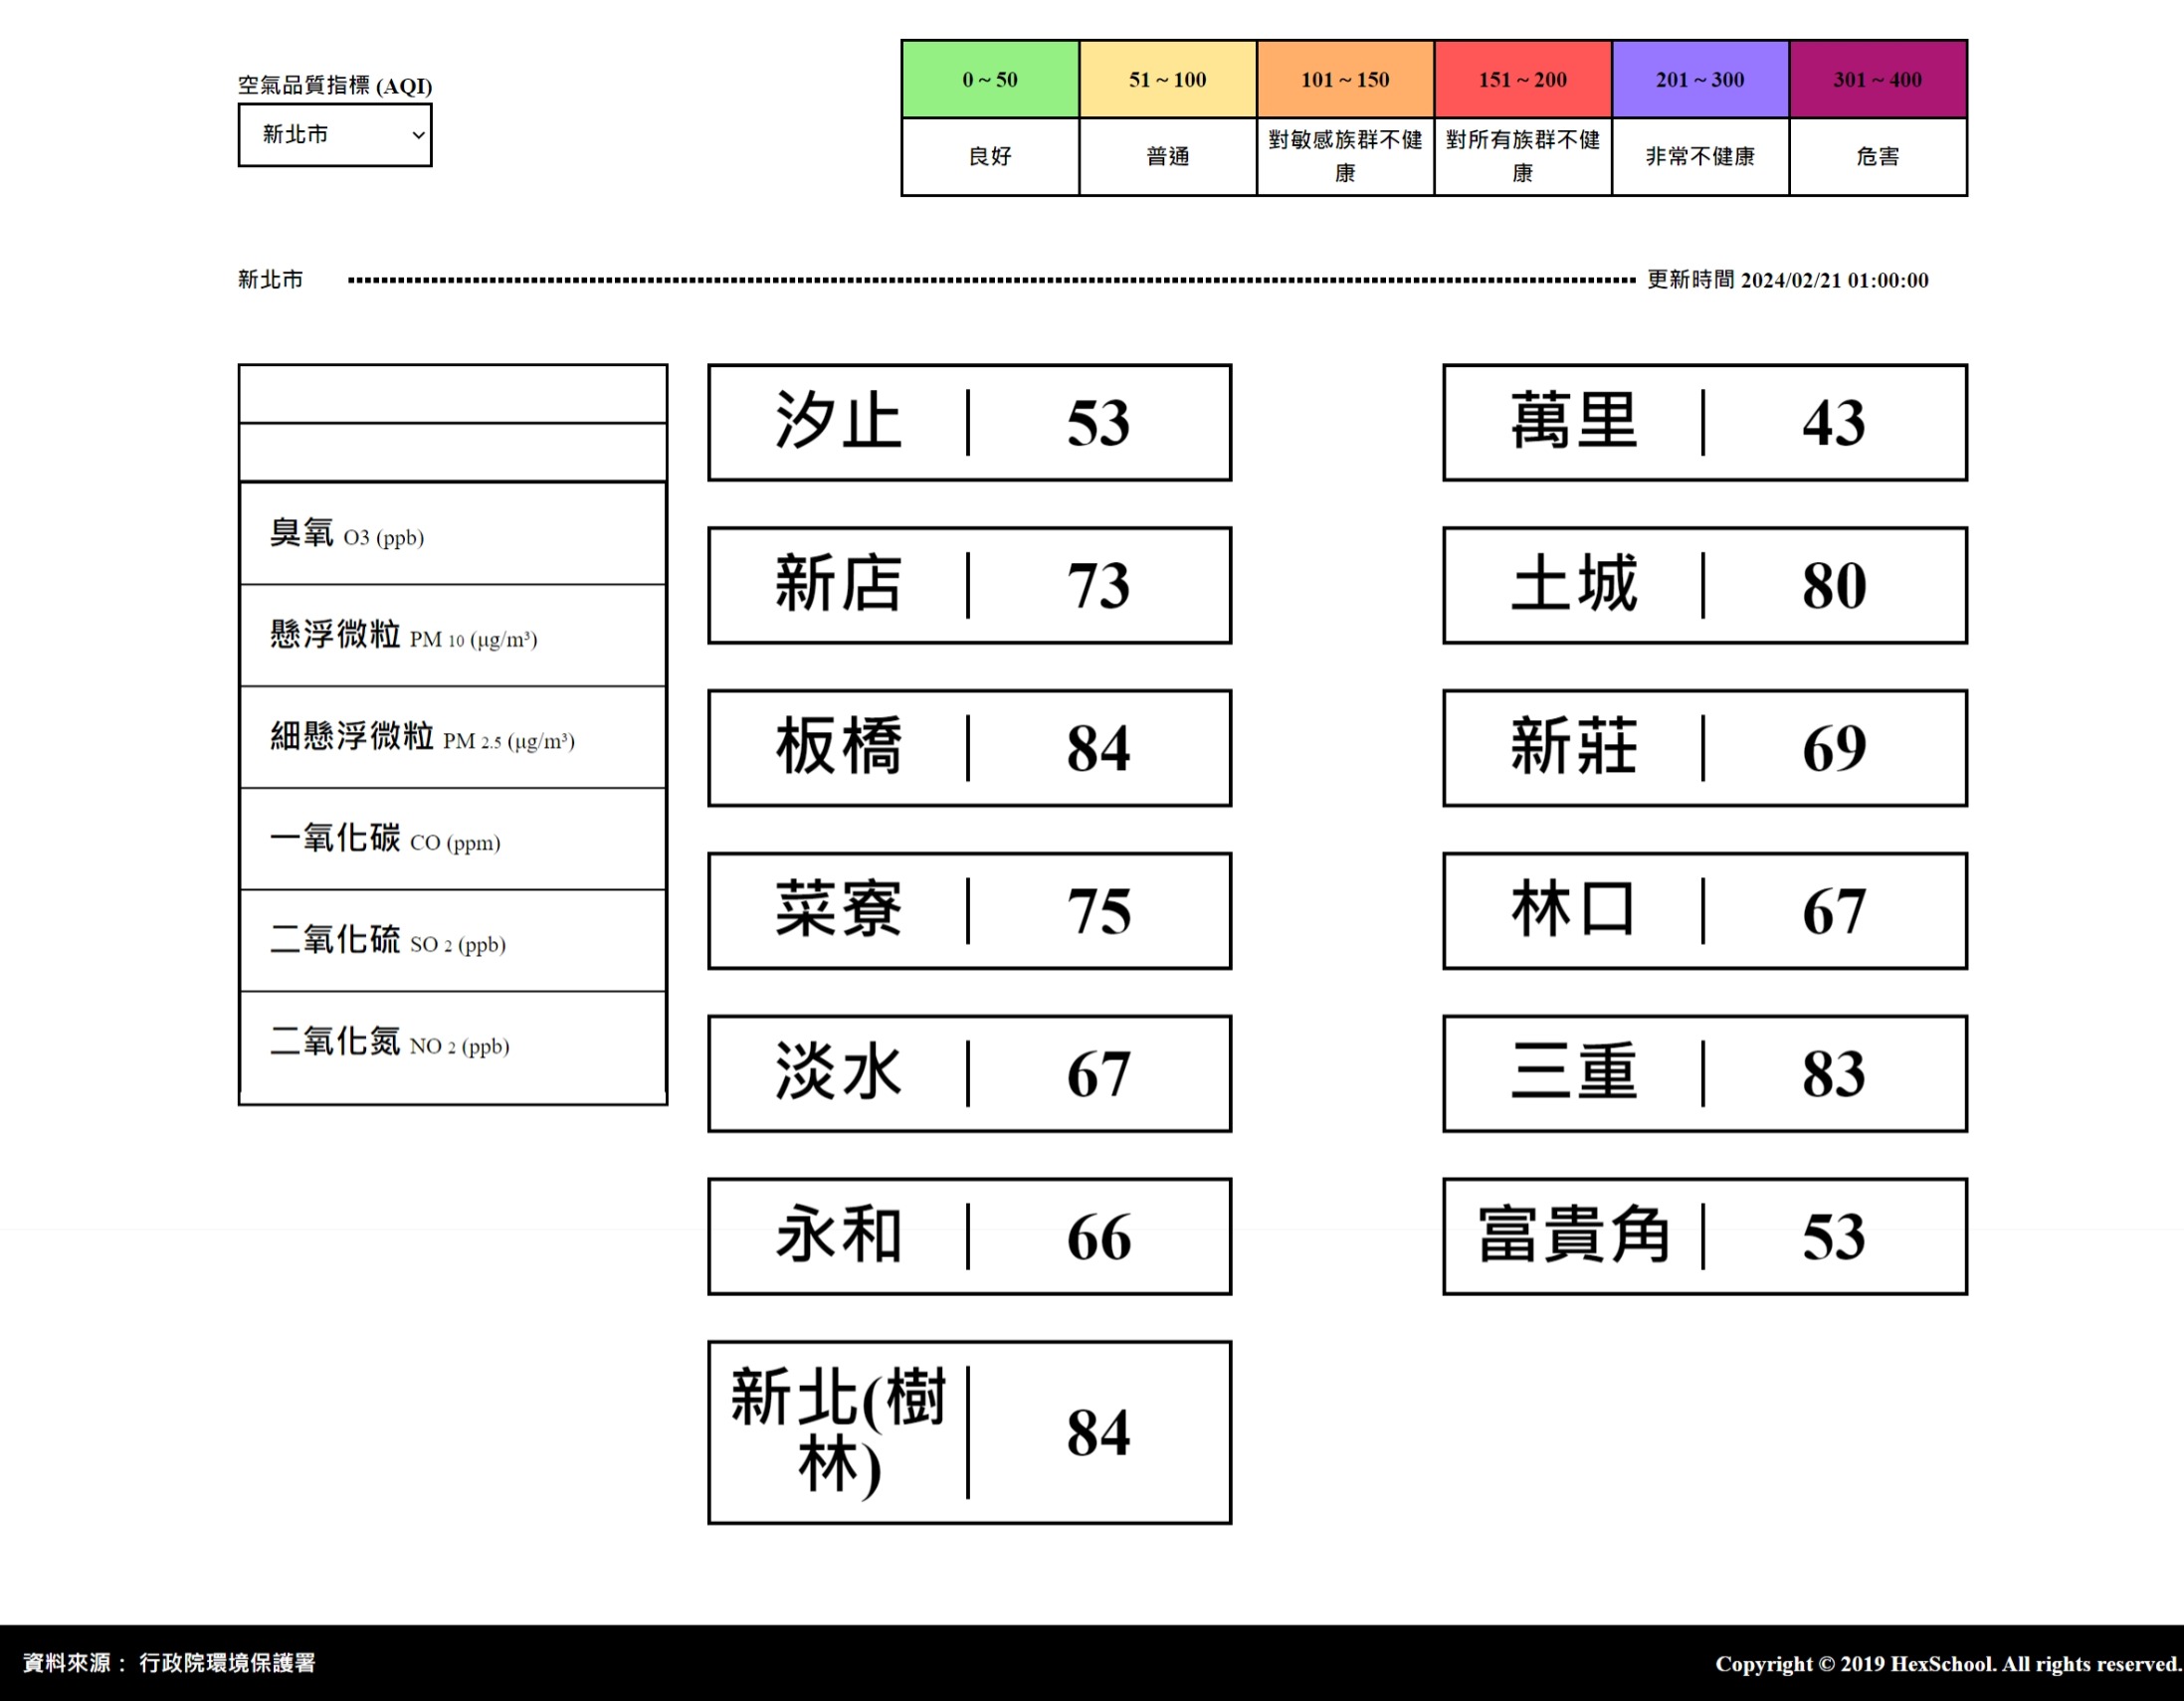 空氣品質指標 (AQI)
新北市
0 ~ 50
51 ~ 100
101 ~ 150
151 ~ 200
201 ~ 300
301 ~ 400
良好
普通
對敏感族群不健
康
對所有族群不健
康
非常不健康
危害
新北市
更新時間 2024/02/21 01:00:00
臭氧 O3 (ppb)
懸浮微粒 PM 10 (μg/m³)
細懸浮微粒 PM 2.5 (μg/m³)
一氧化碳 CO (ppm)
二氧化硫 SO 2 (ppb)
二氧化氮 NO 2 (ppb)
汐止 53
萬里 43
新店 73
土城 80
板橋 84
新莊 69
菜寮 75
林口 67
淡水 67
三重 83
永和 66
富貴角 53
新北(樹
林)
84
資料來源： 行政院環境保護署
Copyright © 2019 HexSchool. All rights reserved.